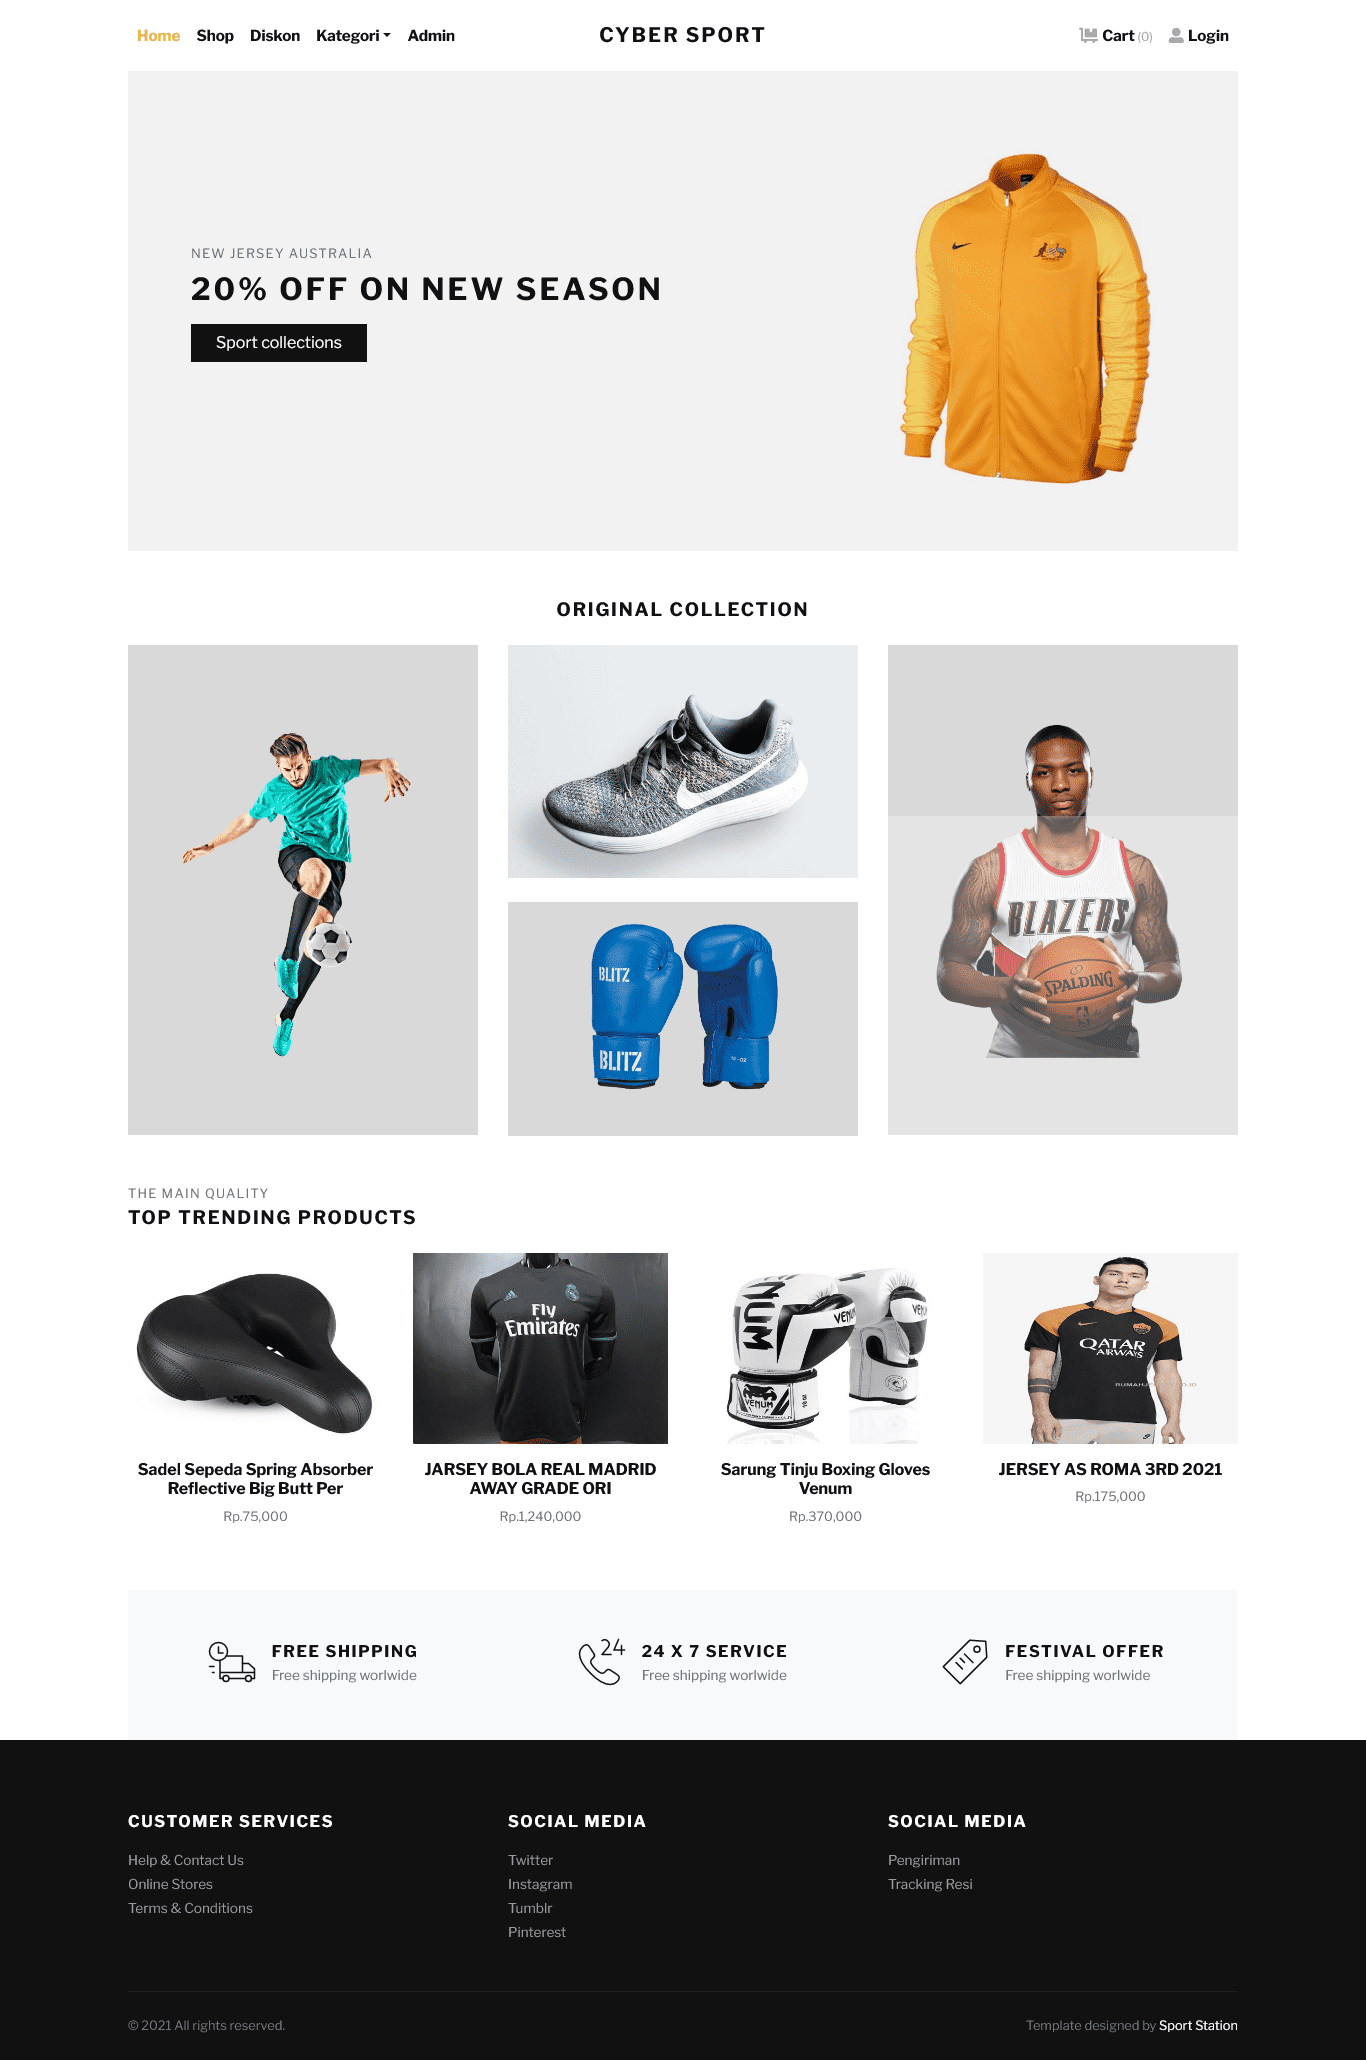 Home Shop Diskon Kategori Admin CYBER SPORT Cart (0) Login
NEW JERSEY AUSTRALIA
20% OFF ON NEW SEASON
Sport collections
ORIGINAL COLLECTION
BLITZ
BLITZ
BLAZERS
SPALDING
THE MAIN QUALITY
TOP TRENDING PRODUCTS
Fly
Emirates
VENUM
QATAR
AIRWAYS
Sadel Sepeda Spring Absorber
Reflective Big Butt Per
Rp.75,000
JARSEY BOLA REAL MADRID
AWAY GRADE ORI
Rp.1,240,000
Sarung Tinju Boxing Gloves
Venum
Rp.370,000
JERSEY AS ROMA 3RD 2021
Rp.175,000
FREE SHIPPING
Free shipping worlwide
24
24 X 7 SERVICE
Free shipping worlwide
FESTIVAL OFFER
Free shipping worlwide
CUSTOMER SERVICES
Help & Contact Us
Online Stores
Terms & Conditions
SOCIAL MEDIA
Twitter
Instagram
Tumblr
Pinterest
SOCIAL MEDIA
Pengiriman
Tracking Resi
© 2021 All rights reserved.
Template designed by Sport Station